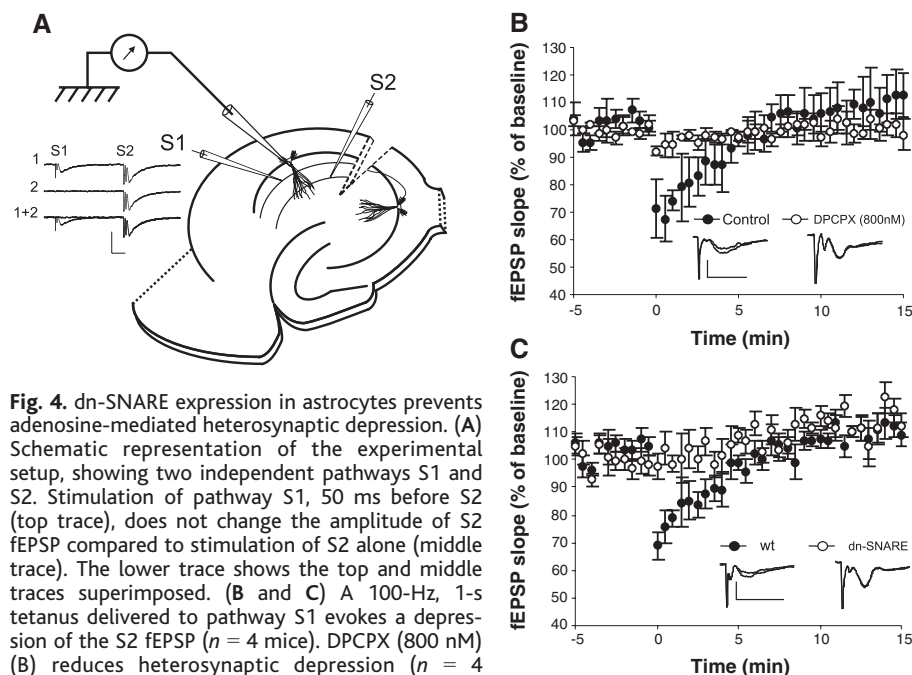 A
S2
S1
S1
S2
1
2
1+2
B
130
120
110
100
90
80
70
60
50
40
-5
0
5
10
15
fEPSP slope (% of baseline)
Control
DPCPX (800nM)
Time (min)
C
130
120
110
100
90
80
70
60
50
40
-5
0
5
10
15
fEPSP slope (% of baseline)
wt
dn-SNARE
Time (min)
Fig. 4. dn-SNARE expression in astrocytes prevents
adenosine-mediated heterosynaptic depression. (A)
Schematic representation of the experimental
setup, showing two independent pathways S1 and
S2. Stimulation of pathway S1, 50 ms before S2
(top trace), does not change the amplitude of S2
fEPSP compared to stimulation of S2 alone (middle
trace). The lower trace shows the top and middle
traces superimposed. (B and C) A 100-Hz, 1-s
tetanus delivered to pathway S1 evokes a depres-
sion of the S2 fEPSP (n = 4 mice). DPCPX (800 nM)
(B) reduces heterosynaptic depression (n = 4